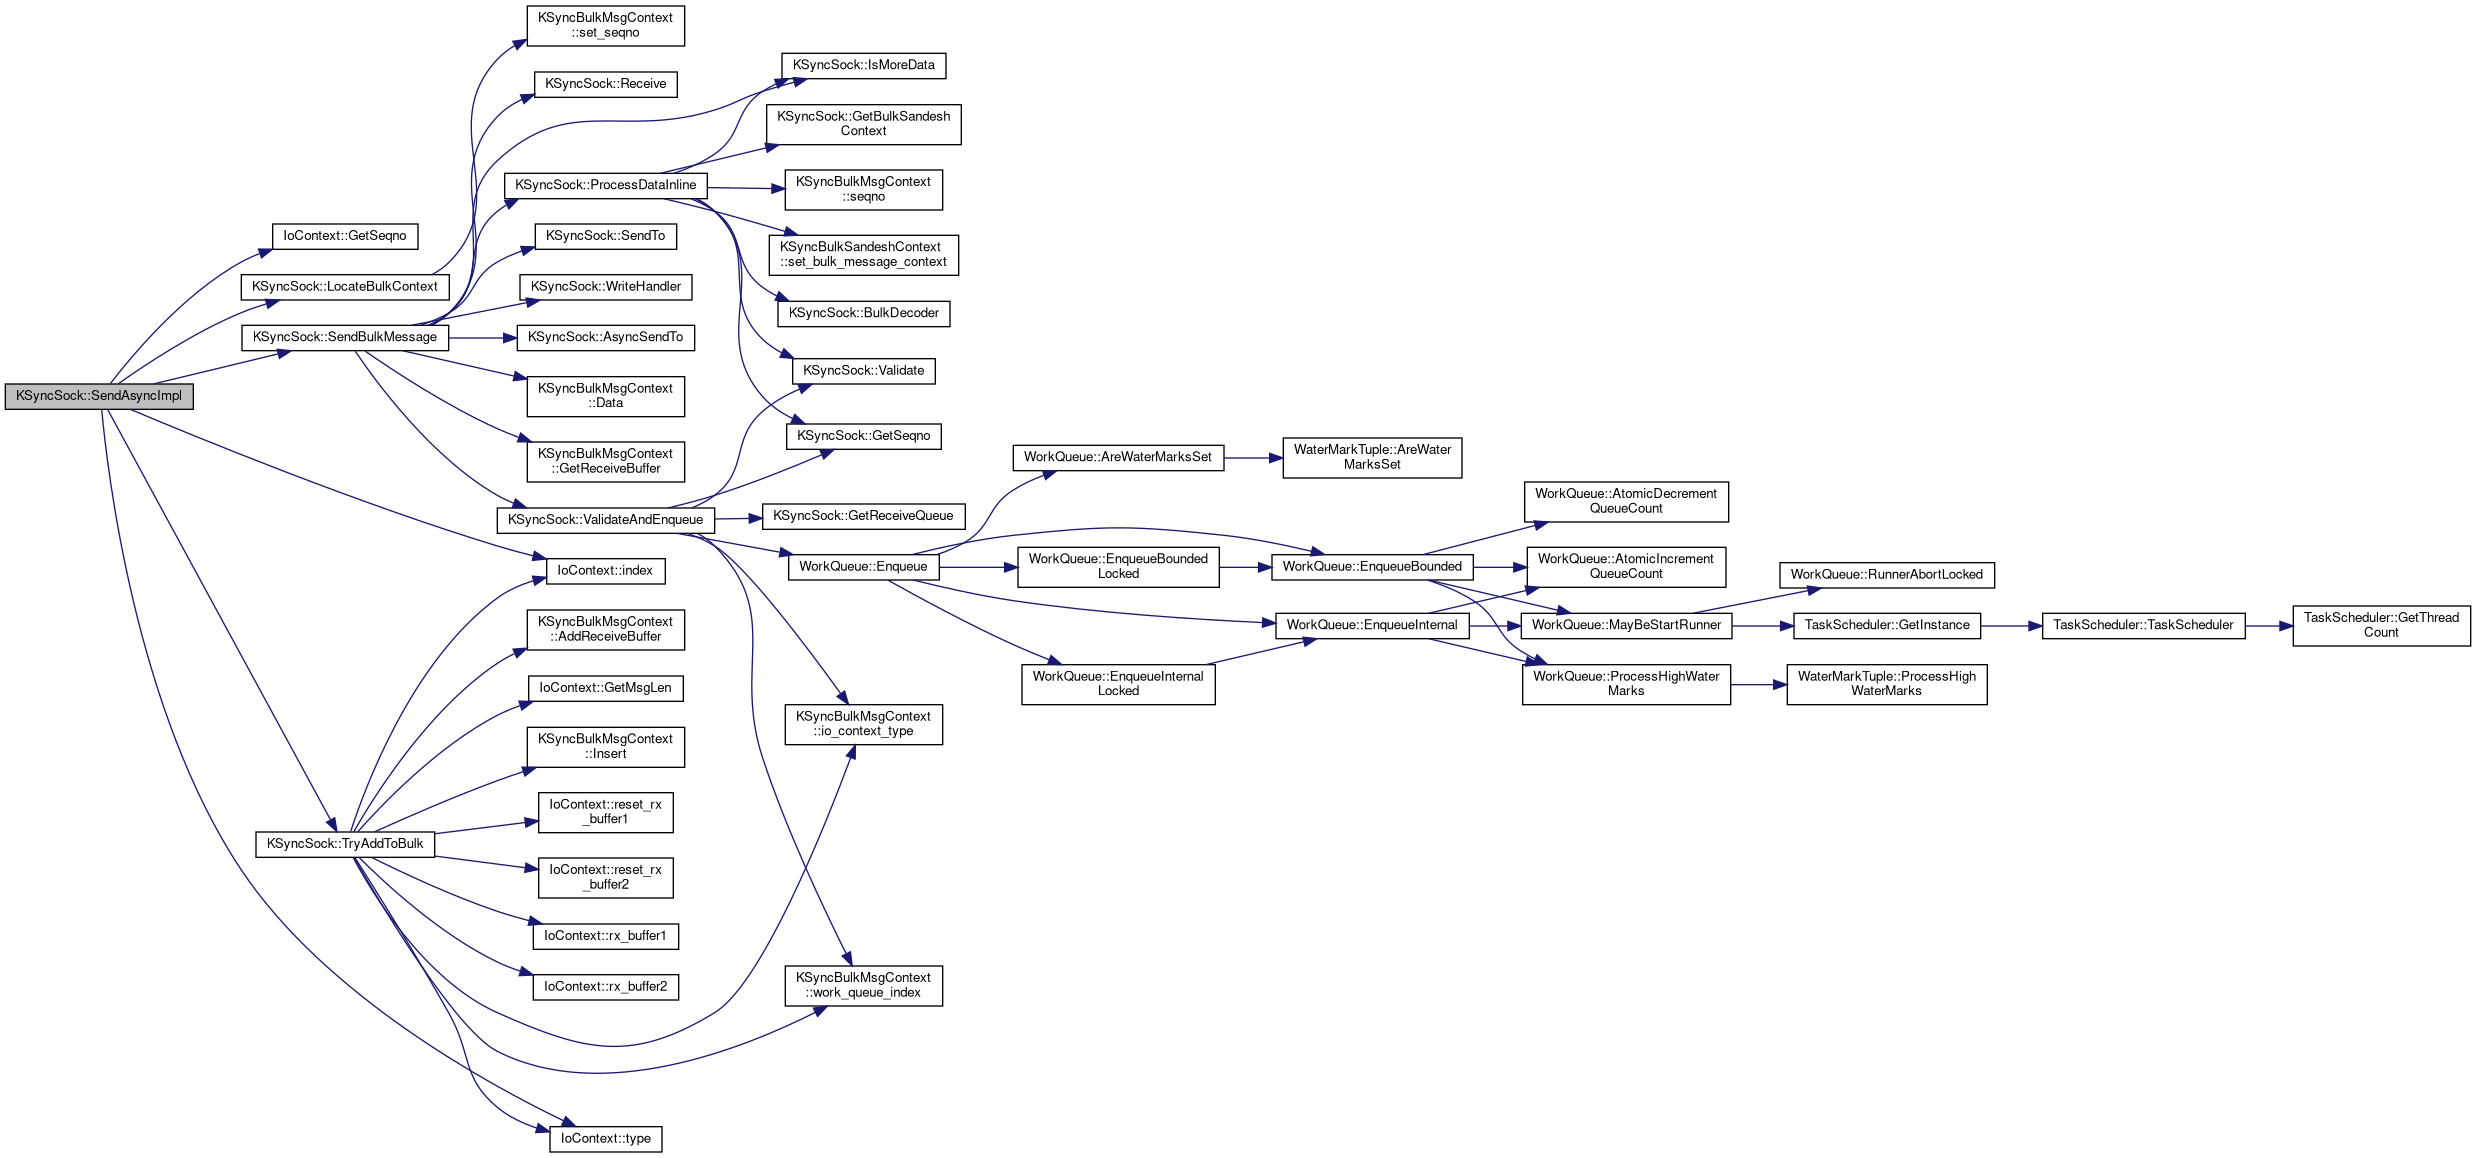 KSyncSock::SendAsyncImpl
IoContext::GetSeqno
KSyncSock::LocateBulkContext
KSyncSock::SendBulkMessage
KSyncSock::TryAddToBulk
KSyncBulkMsgContext
::set_seqno
KSyncSock::Receive
KSyncSock::ProcessDataInline
KSyncSock::SendTo
KSyncSock::WriteHandler
KSyncSock::AsyncSendTo
KSyncBulkMsgContext
::Data
KSyncBulkMsgContext
::GetReceiveBuffer
KSyncSock::ValidateAndEnqueue
IoContext::index
KSyncBulkMsgContext
::AddReceiveBuffer
IoContext::GetMsgLen
KSyncBulkMsgContext
::Insert
IoContext::reset_rx
_buffer1
IoContext::reset_rx
_buffer2
IoContext::rx_buffer1
IoContext::rx_buffer2
IoContext::type
KSyncSock::IsMoreData
KSyncSock::GetBulkSandesh
Context
KSyncBulkMsgContext
::seqno
KSyncBulkSandeshContext
::set_bulk_message_context
KSyncSock::BulkDecoder
KSyncSock::Validate
KSyncSock::GetSeqno
KSyncSock::GetReceiveQueue
WorkQueue::Enqueue
KSyncBulkMsgContext
::io_context_type
KSyncBulkMsgContext
::work_queue_index
WorkQueue::AreWaterMarksSet
WorkQueue::EnqueueBounded
Locked
WorkQueue::EnqueueInternal
Locked
WaterMarkTuple::AreWater
MarksSet
WorkQueue::EnqueueBounded
WorkQueue::EnqueueInternal
WorkQueue::AtomicDecrement
QueueCount
WorkQueue::AtomicIncrement
QueueCount
WorkQueue::MayBeStartRunner
WorkQueue::ProcessHighWater
Marks
WorkQueue::RunnerAbortLocked
TaskScheduler::GetInstance
WaterMarkTuple::ProcessHigh
WaterMarks
TaskScheduler::TaskScheduler
TaskScheduler::GetThread
Count